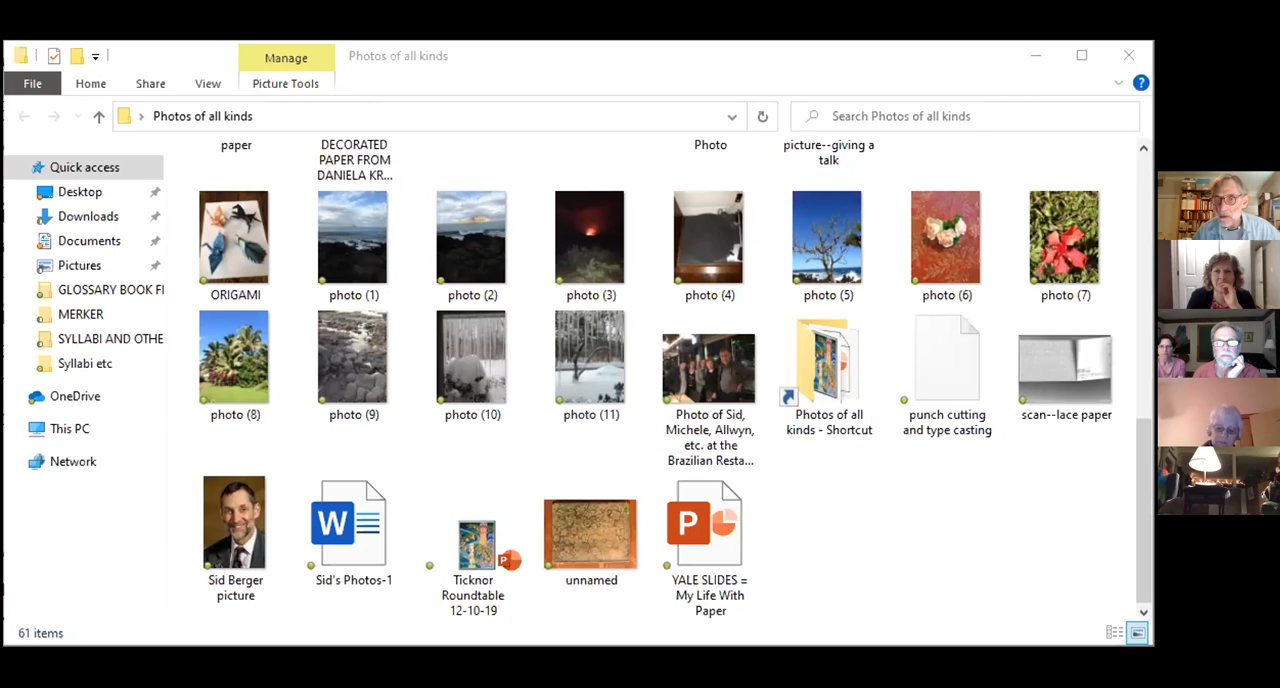 Manage
Photos of all kinds
File
Home
Share
View
Picture Tools
Photos of all kinds
Search Photos of all kinds
Quick access
Desktop
Downloads
Documents
Pictures
GLOSSARY BOOK FI
MERKER
SYLLABI AND OTHE
Syllabi etc
OneDrive
This PC
Network
paper
DECORATED
PAPER FROM
DANIELA KR...
Photo
picture--giving a
talk
ORIGAMI
photo (1)
photo (2)
photo (3)
photo (4)
photo (5)
photo (6)
photo (7)
photo (8)
photo (9)
photo (10)
photo (11)
Photo of Sid,
Michele, Allwyn,
etc. at the
Brazilian Resta...
Photos of all
kinds - Shortcut
punch cutting
and type casting
scan--lace paper
Sid Berger
picture
W
Sid's Photos-1
P
Ticknor
Roundtable
12-10-19
unnamed
P
YALE SLIDES =
My Life With
Paper
61 items